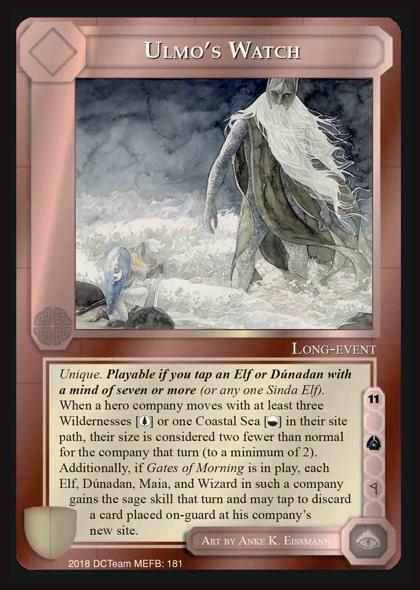 Ulmo's Watch
Long-event
Unique. Playable if you tap an Elf or Dúnadan with
a mind of seven or more (or any one Sinda Elf).
When a hero company moves with at least three
Wildernesses [ ] or one Coastal Sea [ ] in their site
path, their size is considered two fewer than normal
for the company that turn (to a minimum of 2).
Additionally, if Gates of Morning is in play, each
Elf, Dúnadan, Maia, and Wizard in such a company
gains the sage skill that turn and may tap to discard
a card placed on-guard at his company's
new site.
11
Art by Anke K. Eissmann
2018 DCTeam MEFB: 181